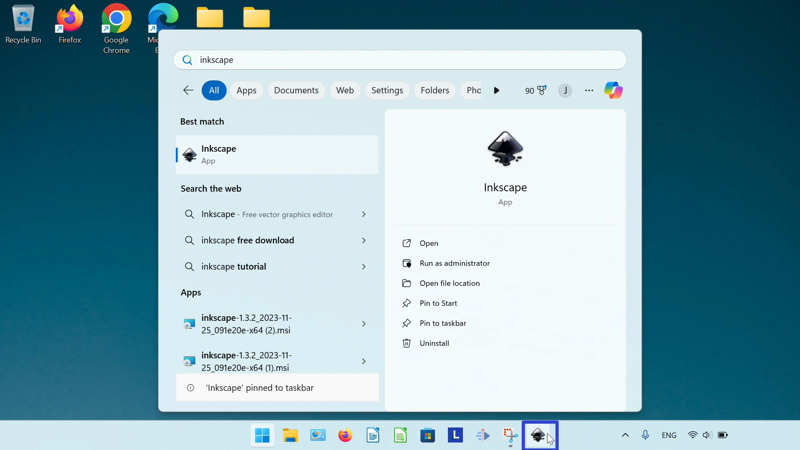 Recycle Bin
Firefox
Google
Chrome
inkscape
All
Apps
Documents
Web
Settings
Folders
Pho
90
J
Best match
Inkscape
App
Search the web
Inkscape - Free vector graphics editor
inkscape free download
inkscape tutorial
Apps
inkscape-1.3.2_2023-11-
25_091e20e-x64 (2).msi
inkscape-1.3.2_2023-11-
25_091e20e-x64 (1).msi
'Inkscape' pinned to taskbar
Inkscape
App
Open
Run as administrator
Open file location
Pin to Start
Pin to taskbar
Uninstall
L
ENG